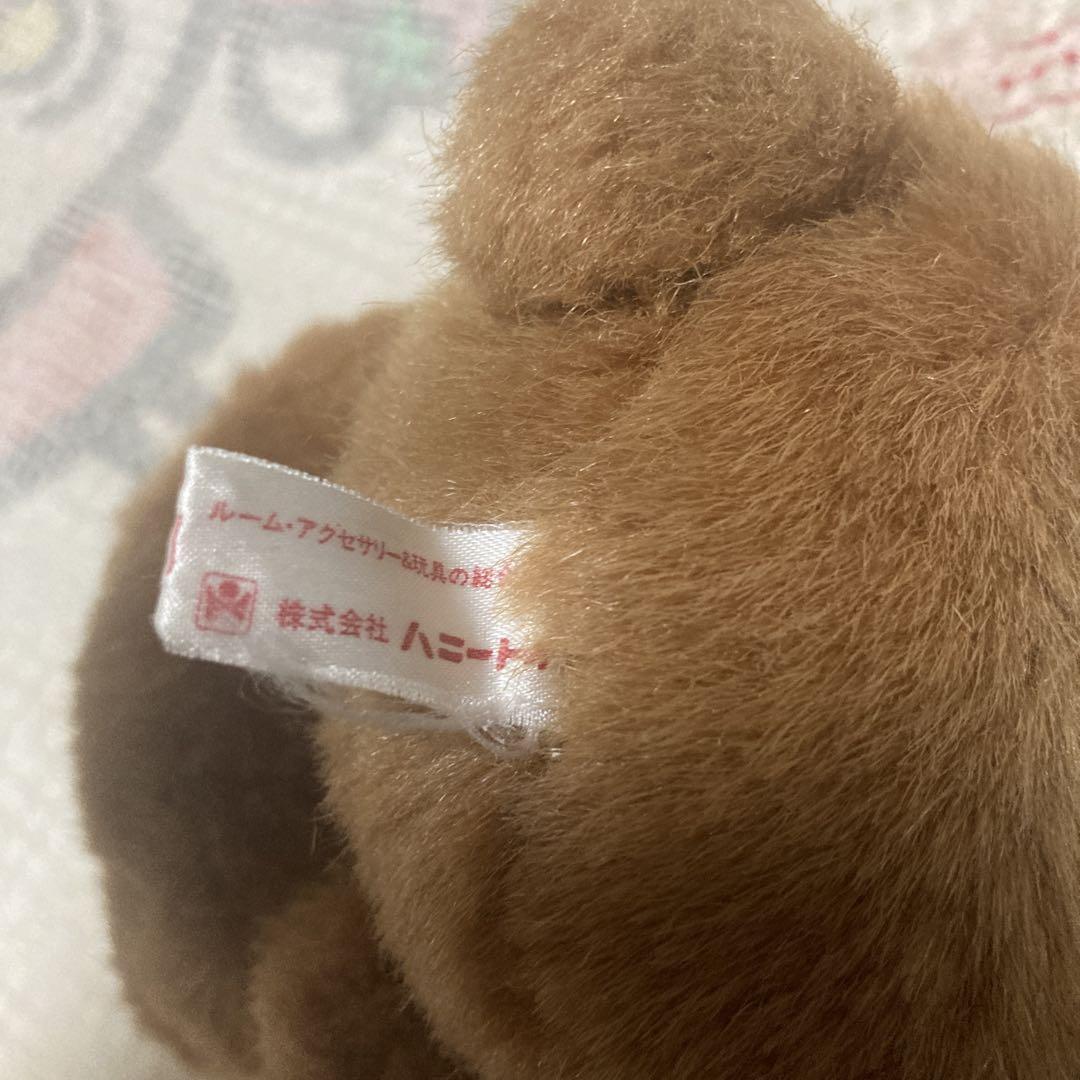 ルーム・アクセサリー&玩具の総
株式会社 ハニート